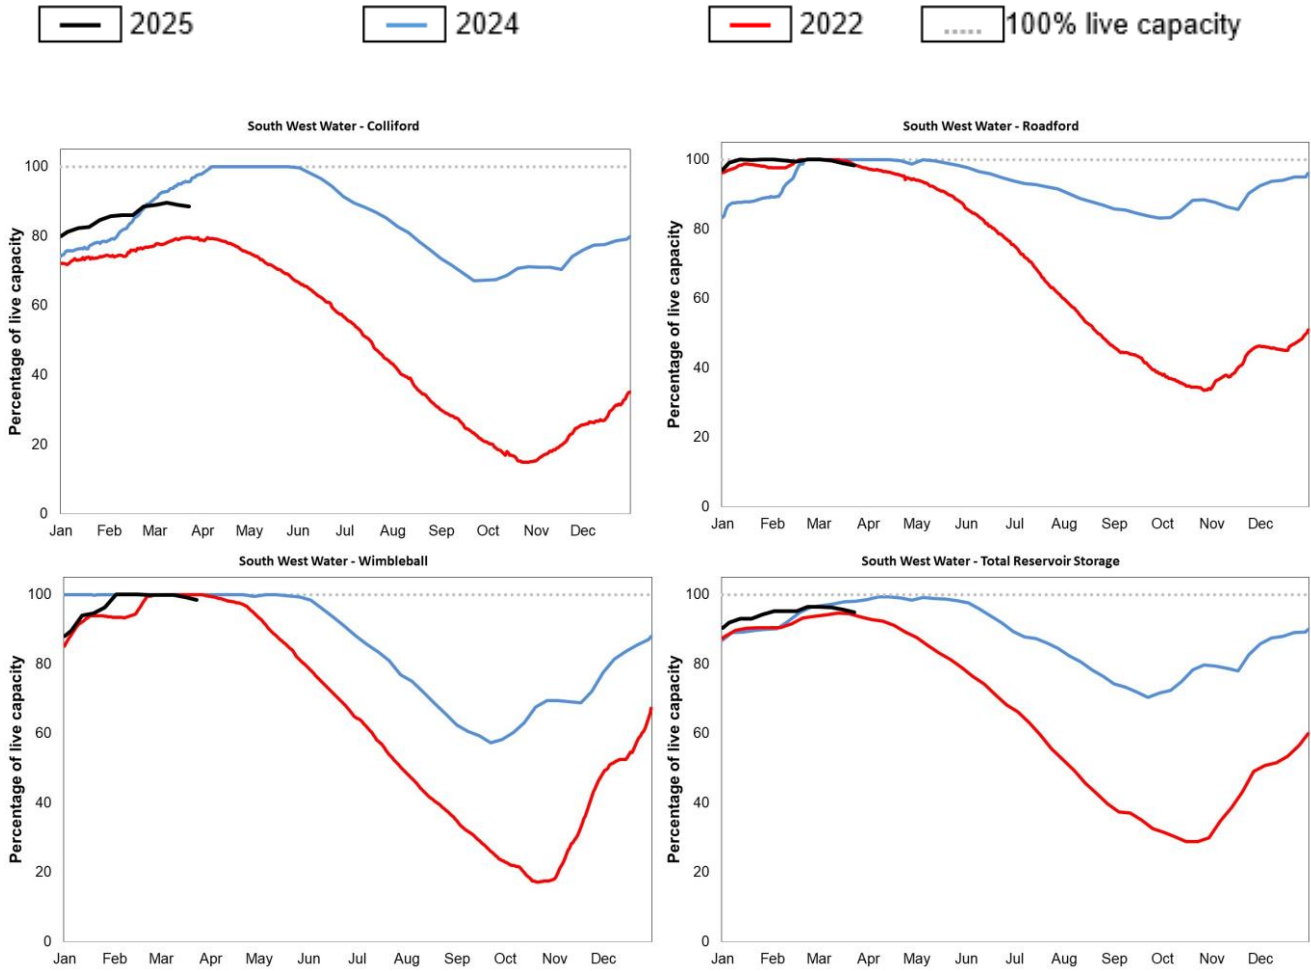 2025 2024 2022 100% live capacity
South West Water - Colliford
Percentage of live capacity
100
80
60
40
20
0
Jan Feb Mar Apr May Jun Jul Aug Sep Oct Nov Dec
South West Water - Roadford
Percentage of live capacity
100
80
60
40
20
0
Jan Feb Mar Apr May Jun Jul Aug Sep Oct Nov Dec
South West Water - Wimbleball
Percentage of live capacity
100
80
60
40
20
0
Jan Feb Mar Apr May Jun Jul Aug Sep Oct Nov Dec
South West Water - Total Reservoir Storage
Percentage of live capacity
100
80
60
40
20
0
Jan Feb Mar Apr May Jun Jul Aug Sep Oct Nov Dec